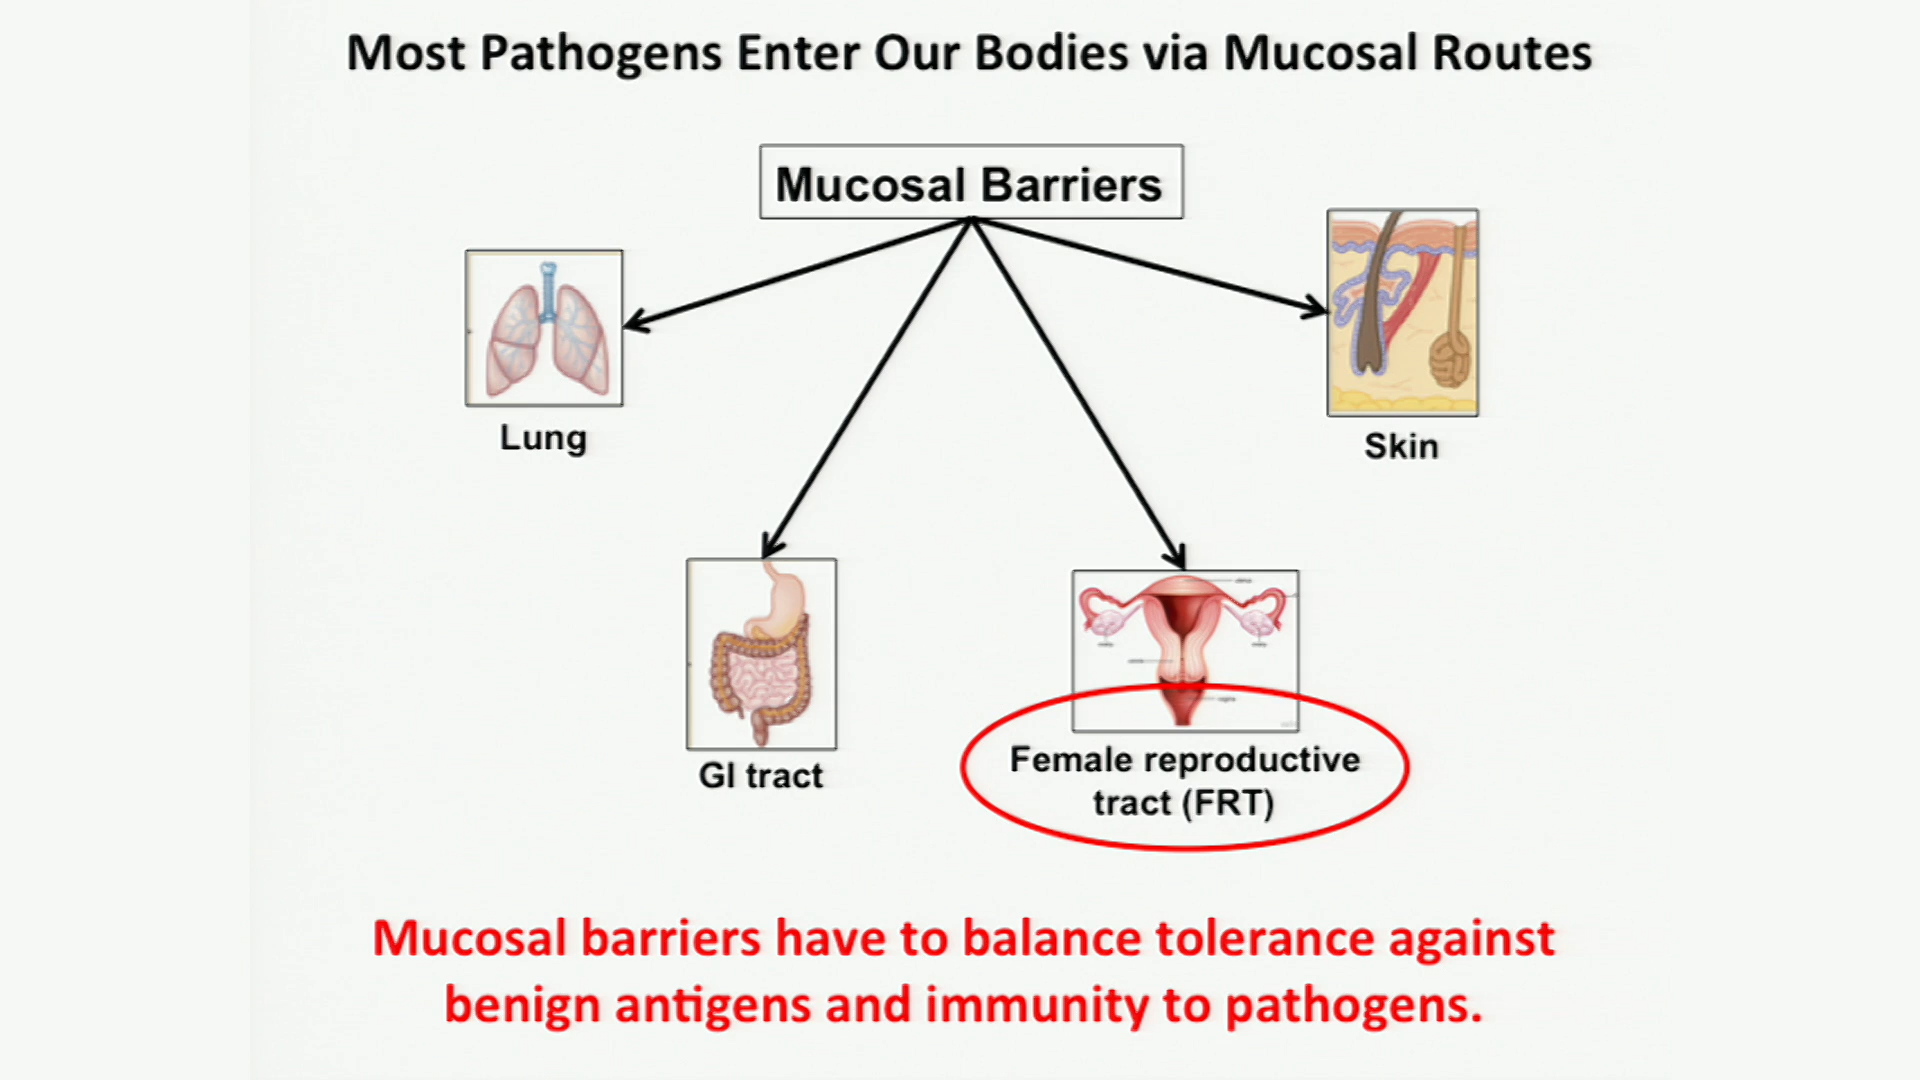 Most Pathogens Enter Our Bodies via Mucosal Routes
Mucosal Barriers
Lung
Skin
GI tract
Female reproductive
tract (FRT)
Mucosal barriers have to balance tolerance against
benign antigens and immunity to pathogens.